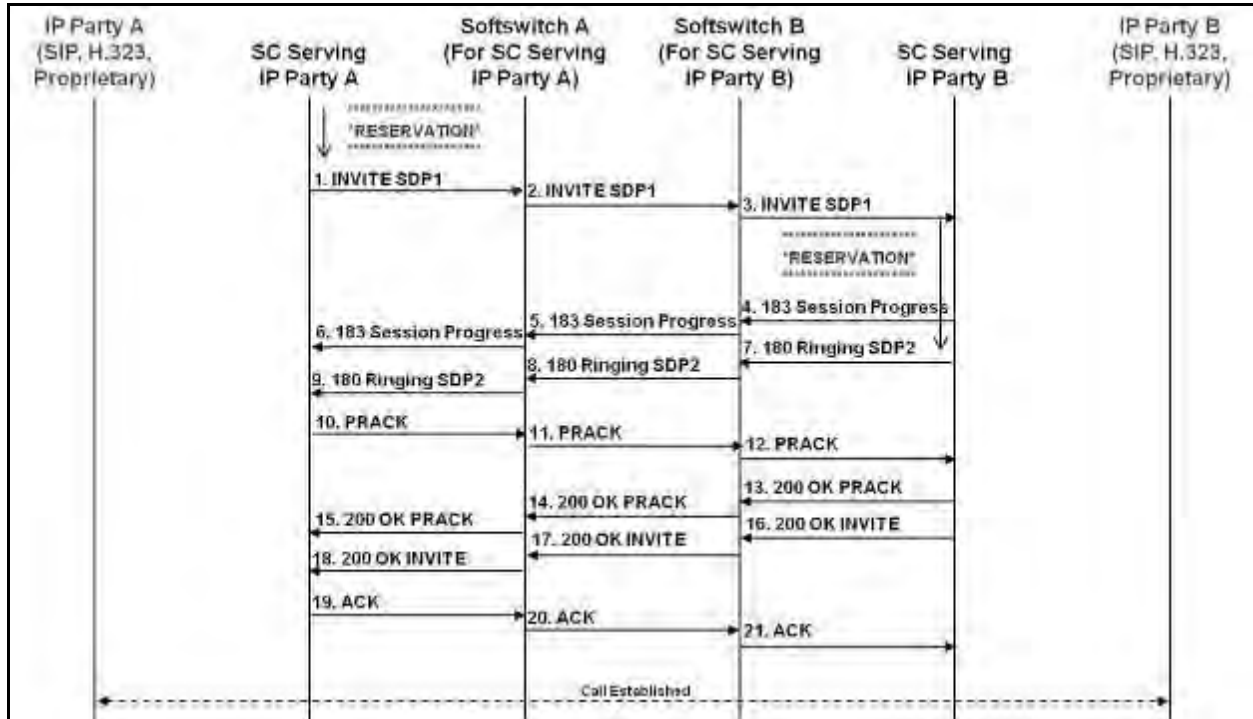 IP Party A
(SIP, H.323,
Proprietary)
SC Serving
IP Party A
Softswitch A
(For SC Serving
IP Party A)
Softswitch B
(For SC Serving
IP Party B)
SC Serving
IP Party B
IP Party B
(SIP, H.323,
Proprietary)
"RESERVATION"
1. INVITE SDP1
2. INVITE SDP1
3. INVITE SDP1
"RESERVATION"
4. 183 Session Progress
5. 183 Session Progress
6. 183 Session Progress
7. 180 Ringing SDP2
8. 180 Ringing SDP2
9. 180 Ringing SDP2
10. PRACK
11. PRACK
12. PRACK
13. 200 OK PRACK
14. 200 OK PRACK
15. 200 OK PRACK
16. 200 OK INVITE
17. 200 OK INVITE
18. 200 OK INVITE
19. ACK
20. ACK
21. ACK
Call Established